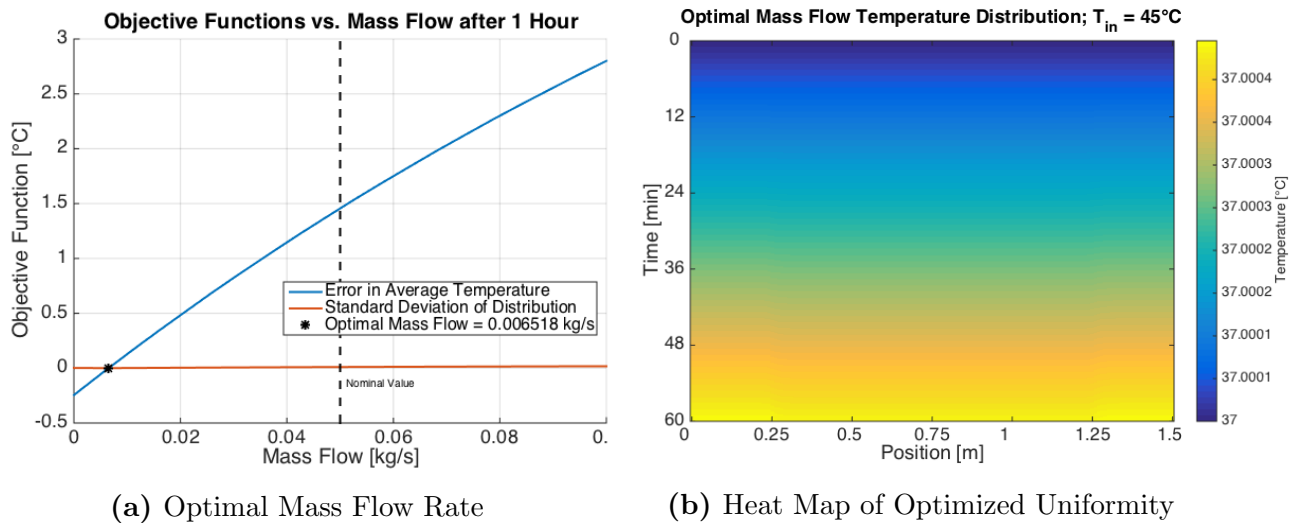 Objective Functions vs. Mass Flow after 1 Hour
Objective Function [°C]
3
2.5
2
1.5
1
0.5
0
-0.5
Error in Average Temperature
Standard Deviation of Distribution
Optimal Mass Flow = 0.006518 kg/s
Nominal Value
0
0.02
0.04
0.06
0.08
0.
Mass Flow [kg/s]
(a) Optimal Mass Flow Rate
Optimal Mass Flow Temperature Distribution; T_in = 45°C
Time [min]
0
12
24
36
48
60
0
0.25
0.5
0.75
1
1.25
1.5
Position [m]
37.0004
37.0004
37.0003
37.0003
37.0002
37.0002
37.0001
37.0001
37
Temperature [°C]
(b) Heat Map of Optimized Uniformity